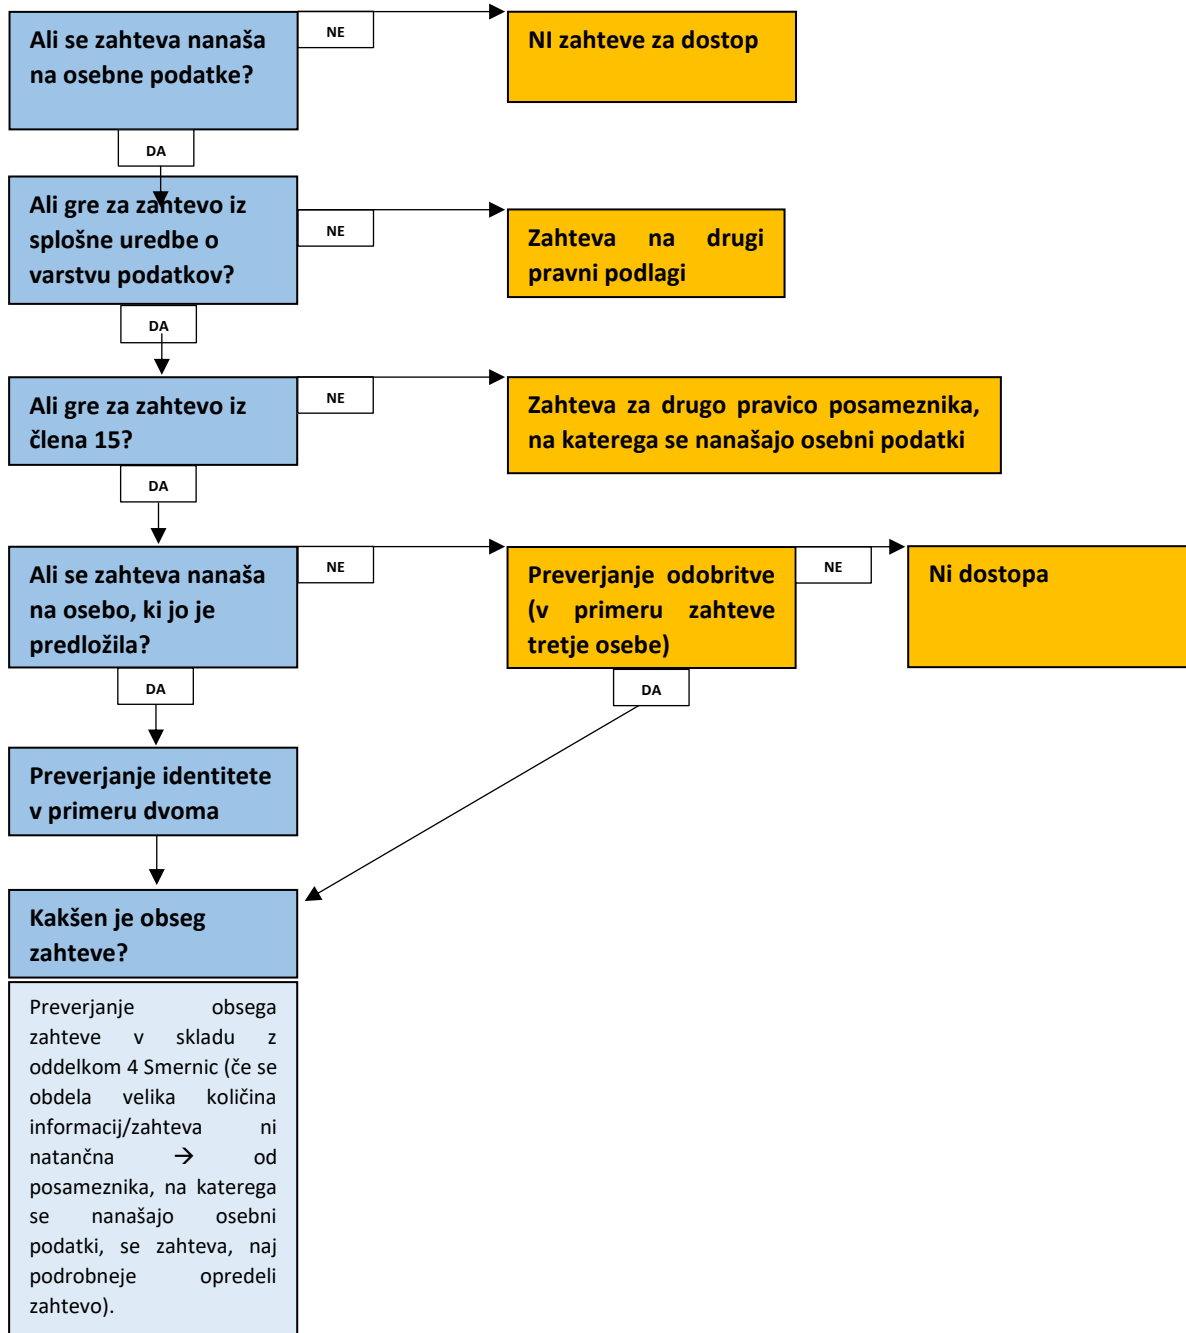 Ali se zahteva nanaša
na osebne podatke?
NE
NI zahteve za dostop
DA
Ali gre za zahtevo iz
splošne uredbe o
varstvu podatkov?
NE
Zahteva na drugi
pravni podlagi
DA
Ali gre za zahtevo iz
člena 15?
NE
Zahteva za drugo pravico posameznika,
na katerega se nanašajo osebni podatki
DA
Ali se zahteva nanaša
na osebo, ki jo je
predložila?
NE
Preverjanje odobritve
(v primeru zahteve
tretje osebe)
NE
Ni dostopa
DA
DA
Preverjanje identitete
v primeru dvoma
Kakšen je obseg
zahteve?
Preverjanje obsega
zahteve v skladu z
oddelkom 4 Smernic (če se
obdela velika količina
informacij/zahteva ni
natančna → od
posameznika, na katerega
se nanašajo osebni
podatki, se zahteva, naj
podrobneje opredeli
zahtevo).